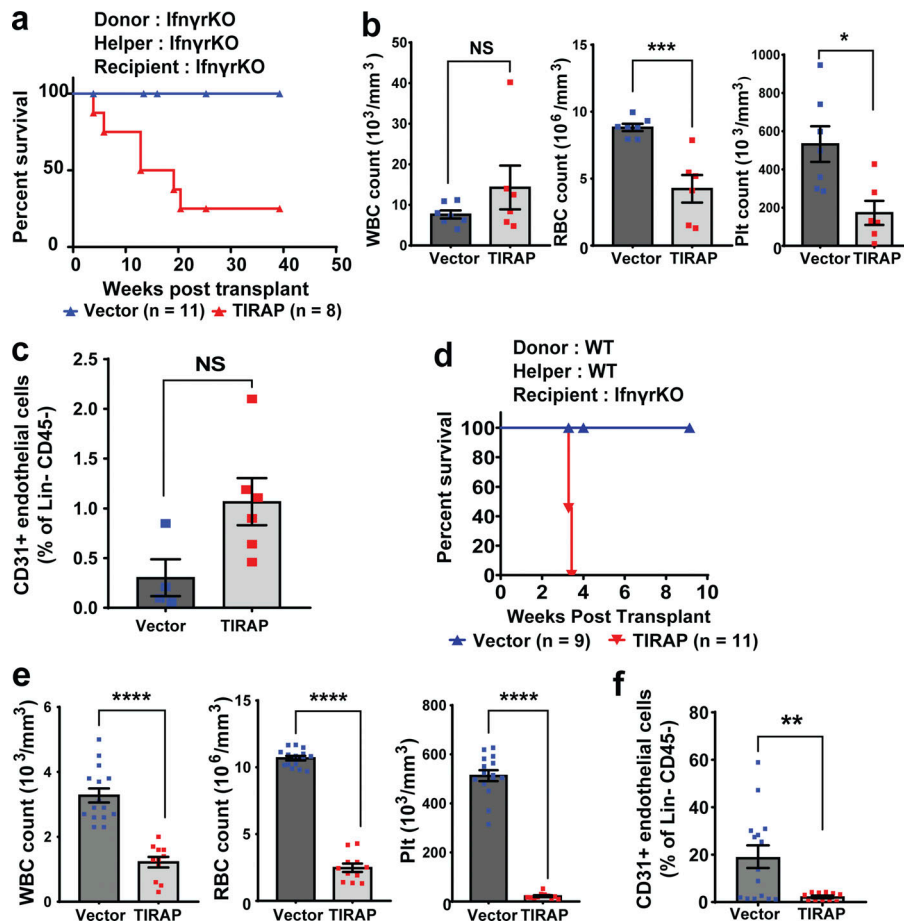 a
Donor : IfnγrKO
Helper : IfnγrKO
Recipient : IfnγrKO
Percent survival
100
50
0
0 10 20 30 40 50
Weeks post transplant
Vector (n = 11) TIRAP (n = 8)
b
NS
WBC count (10³/mm³)
50
40
30
20
10
0
Vector TIRAP
***
RBC count (10⁶/mm³)
15
10
5
0
Vector TIRAP
*
Plt count (10³/mm³)
1000
800
600
400
200
0
Vector TIRAP
c
NS
CD31+ endothelial cells
(% of Lin- CD45-)
2.5
2.0
1.5
1.0
0.5
0.0
Vector TIRAP
d
Donor : WT
Helper : WT
Recipient : IfnγrKO
Percent survival
100
80
60
40
20
0
0 2 4 6 8 10
Weeks Post Transplant
Vector (n = 9) TIRAP (n = 11)
e
****
WBC count (10³/mm³)
6
4
2
0
Vector TIRAP
****
RBC count (10⁶/mm³)
15
10
5
0
Vector TIRAP
****
Plt (10³/mm³)
800
600
400
200
0
Vector TIRAP
f
**
CD31+ endothelial cells
(% of Lin- CD45-)
80
60
40
20
0
Vector TIRAP